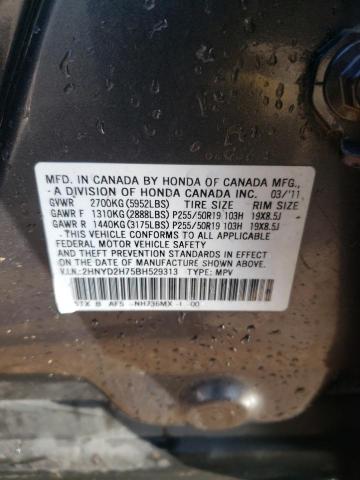 MFD. IN CANADA BY HONDA OF CANADA MFG.,
- A DIVISION OF HONDA CANADA INC. 03/'11
GVWR 2700KG(5952LBS) TIRE SIZE RIM SIZE
GAWR F 1310KG(2888LBS) P255/50R19 103H 19X8.5J
GAWR R 1440KG(3175LBS) P255/50R19 103H 19X8.5J
THIS VEHICLE CONFORMS TO ALL APPLICABLE
FEDERAL MOTOR VEHICLE SAFETY, BUMPER,
AND THEFT PREVENTION STANDARDS IN EFFECT ON THE
DATE OF MANUFACTURE SHOWN ABOVE.
V.I.N.: 2HNYD2H75BH529313 TYPE: MPV
STX B AFS -NH736MX -I -00